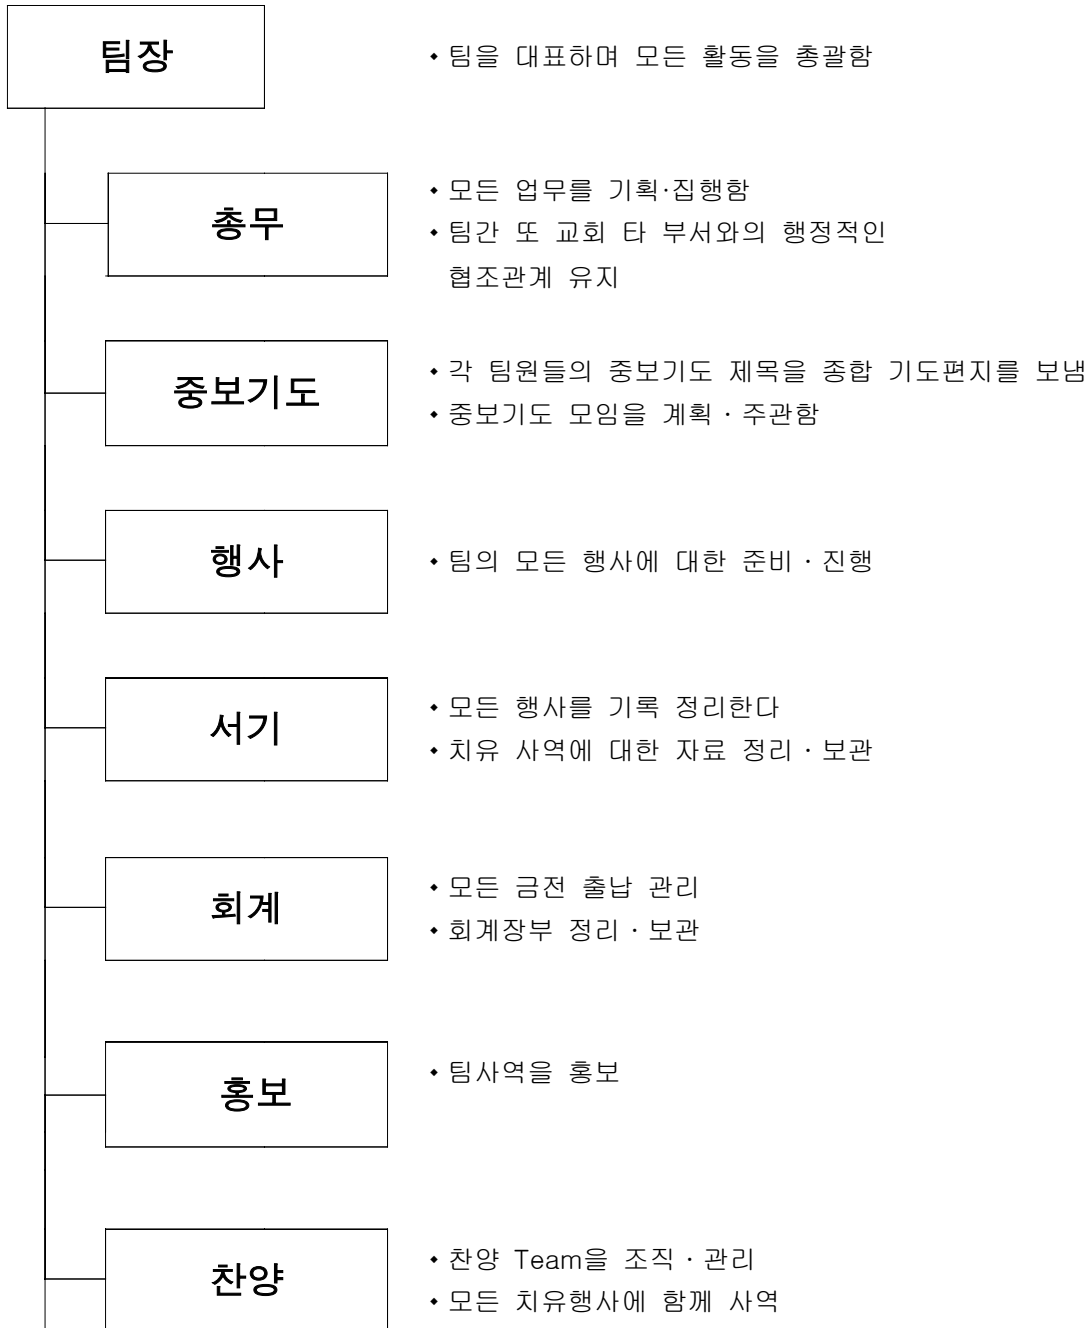 팀장
◆ 팀을 대표하며 모든 활동을 총괄함
총무
◆ 모든 업무를 기획·집행함
◆ 팀간 또 교회 타 부서와의 행정적인
협조관계 유지
중보기도
◆ 각 팀원들의 중보기도 제목을 종합 기도편지를 보냄
◆ 중보기도 모임을 계획 · 주관함
행사
◆ 팀의 모든 행사에 대한 준비 · 진행
서기
◆ 모든 행사를 기록 정리한다
◆ 치유 사역에 대한 자료 정리 · 보관
회계
◆ 모든 금전 출납 관리
◆ 회계장부 정리 · 보관
홍보
◆ 팀사역을 홍보
찬양
◆ 찬양 Team을 조직 · 관리
◆ 모든 치유행사에 함께 사역